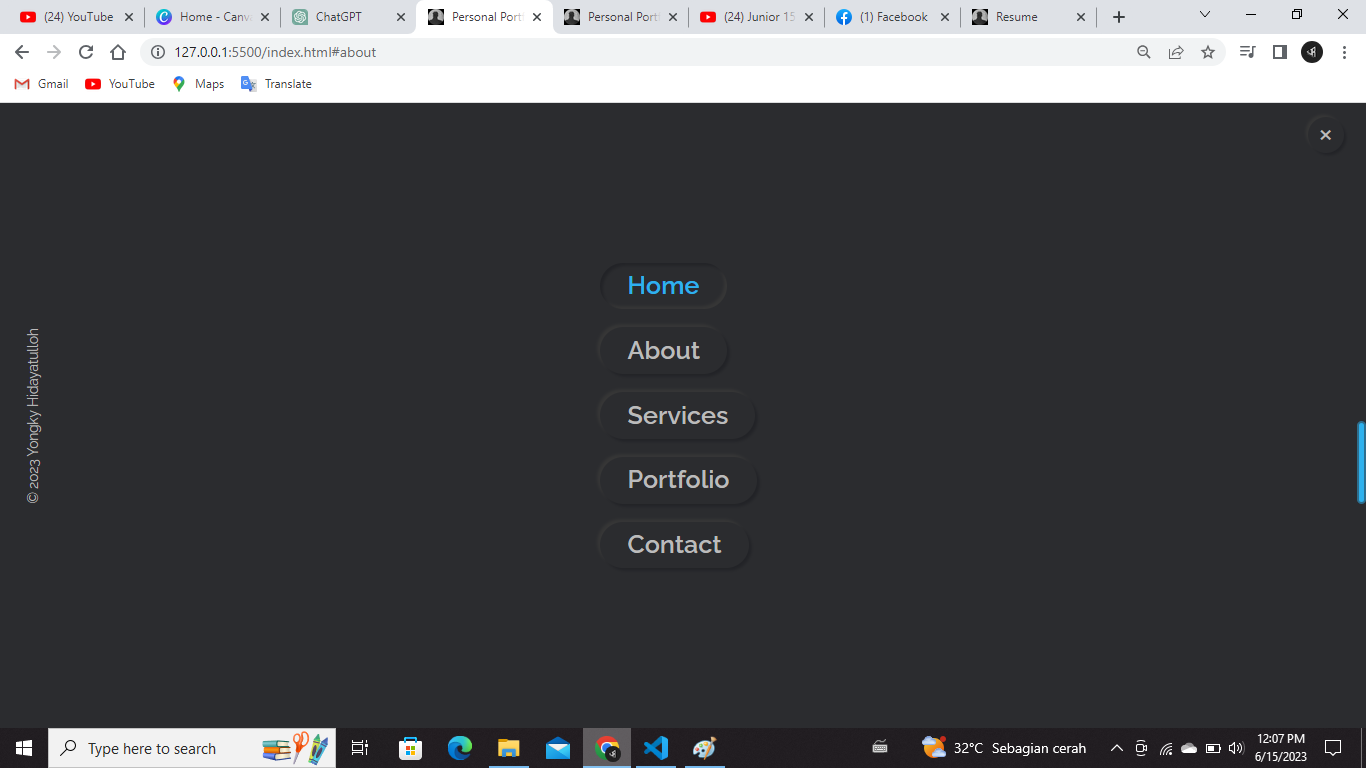 (24) YouTube
Home - Canv
ChatGPT
Personal Port
Personal Port
(24) Junior 15
(1) Facebook
Resume
127.0.0.1:5500/index.html#about
Gmail
YouTube
Maps
Translate
Home
About
Services
Portfolio
Contact
© 2023 Yongky Hidayatulloh
Type here to search
32°C Sebagian cerah
12:07 PM
6/15/2023